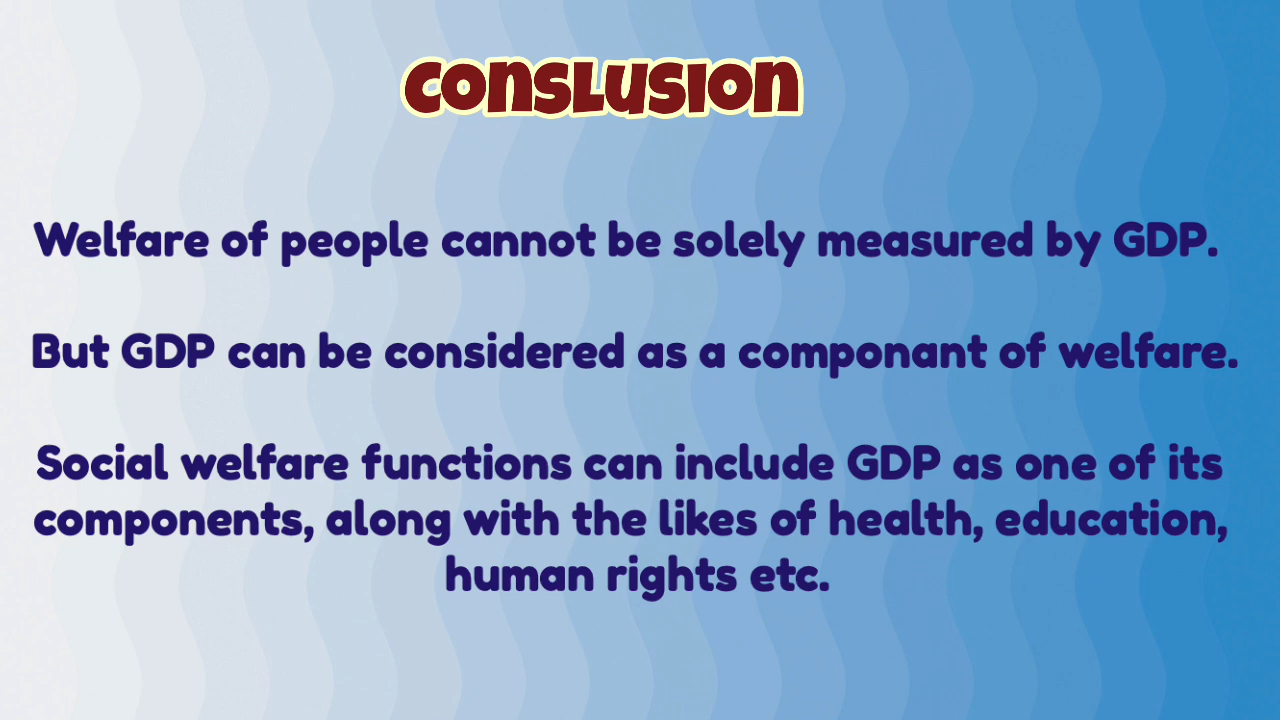 CONSLUSION
Welfare of people cannot be solely measured by GDP.
But GDP can be considered as a componant of welfare.
Social welfare functions can include GDP as one of its
components, along with the likes of health, education,
human rights etc.